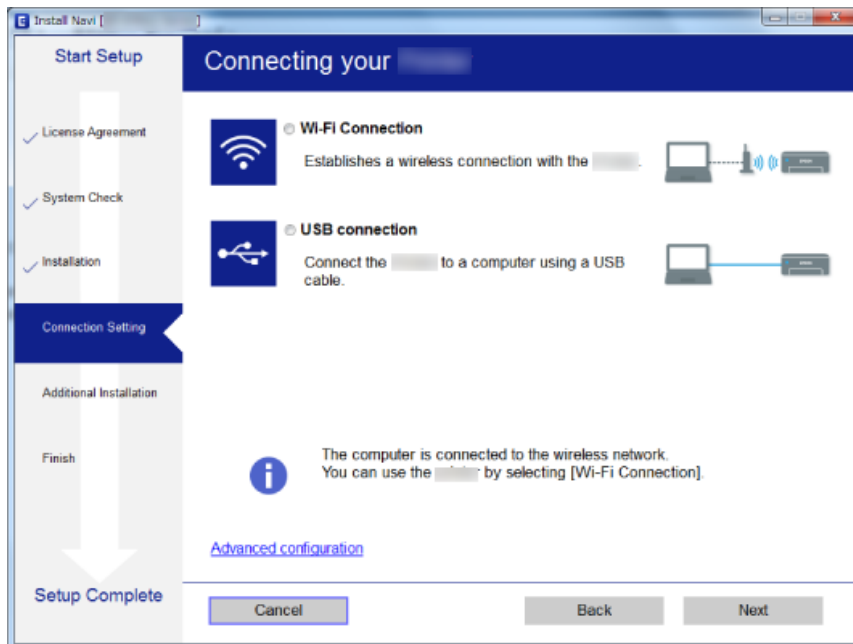 E Install Navi [ ]
Start Setup
License Agreement
System Check
Installation
Connection Setting
Additional Installation
Finish
Setup Complete
Connecting your
Wi-Fi Connection
Establishes a wireless connection with the .
USB connection
Connect the to a computer using a USB
cable.
The computer is connected to the wireless network.
You can use the by selecting [Wi-Fi Connection].
Advanced configuration
Cancel
Back
Next